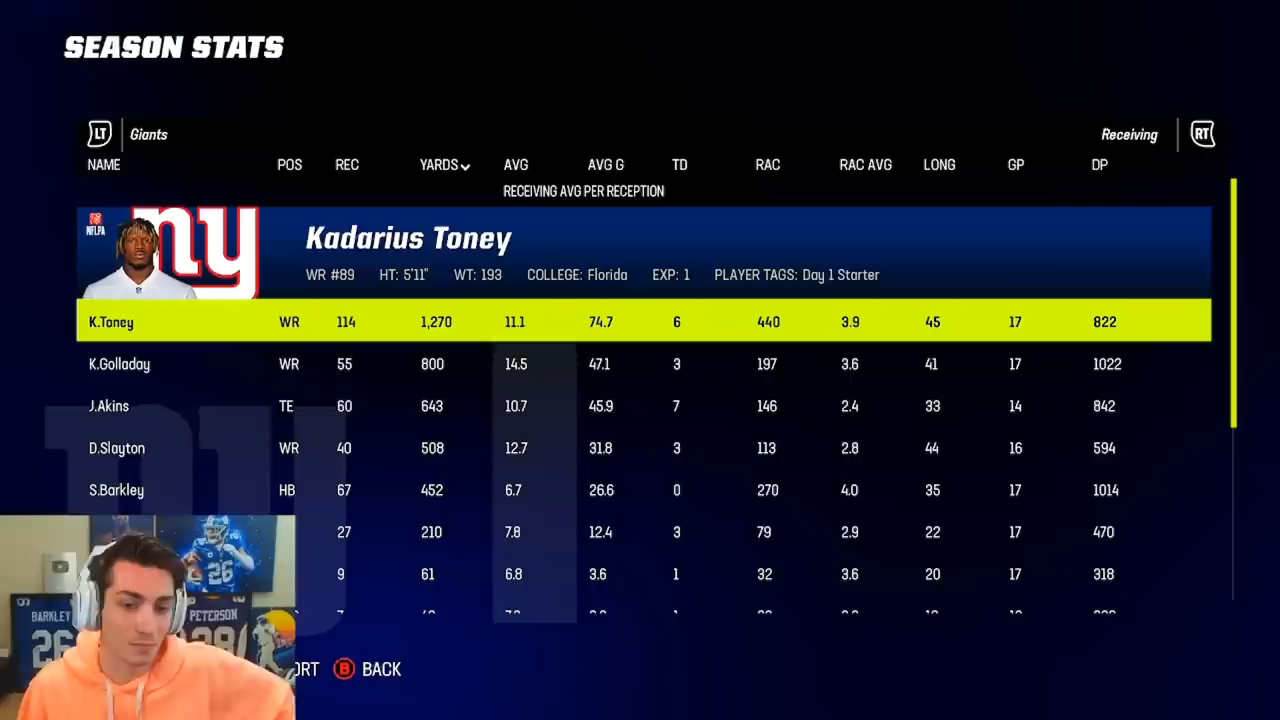 SEASON STATS
LT Giants Receiving RT
NAME POS REC YARDS AVG AVG G TD RAC RAC AVG LONG GP DP
RECEIVING AVG PER RECEPTION
NFLPA
ny
Kadarius Toney
WR #89 HT: 5'11" WT: 193 COLLEGE: Florida EXP: 1 PLAYER TAGS: Day 1 Starter
K.Toney WR 114 1,270 11.1 74.7 6 440 3.9 45 17 822
K.Golladay WR 55 800 14.5 47.1 3 197 3.6 41 17 1022
J.Akins TE 60 643 10.7 45.9 7 146 2.4 33 14 842
D.Slayton WR 40 508 12.7 31.8 3 113 2.8 44 16 594
S.Barkley HB 67 452 6.7 26.6 0 270 4.0 35 17 1014
27 210 7.8 12.4 3 79 2.9 22 17 470
9 61 6.8 3.6 1 32 3.6 20 17 318
26
BARKLEY
26
PETERSON
28
ORT B BACK